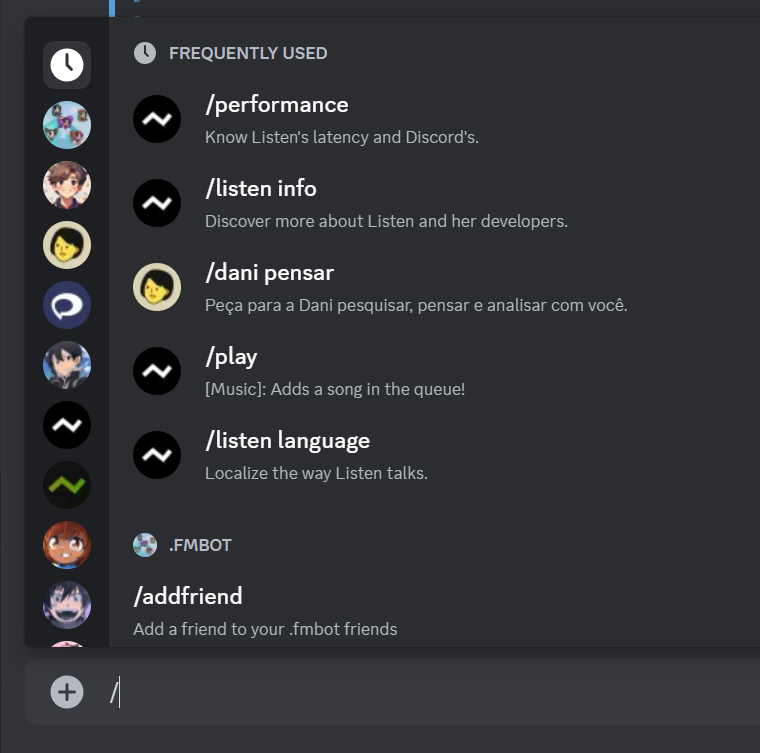 FREQUENTLY USED
/performance
Know Listen's latency and Discord's.
/listen info
Discover more about Listen and her developers.
/dani pensar
Peça para a Dani pesquisar, pensar e analisar com você.
/play
[Music]: Adds a song in the queue!
/listen language
Localize the way Listen talks.
.FMBOT
/addfriend
Add a friend to your .fmbot friends
/